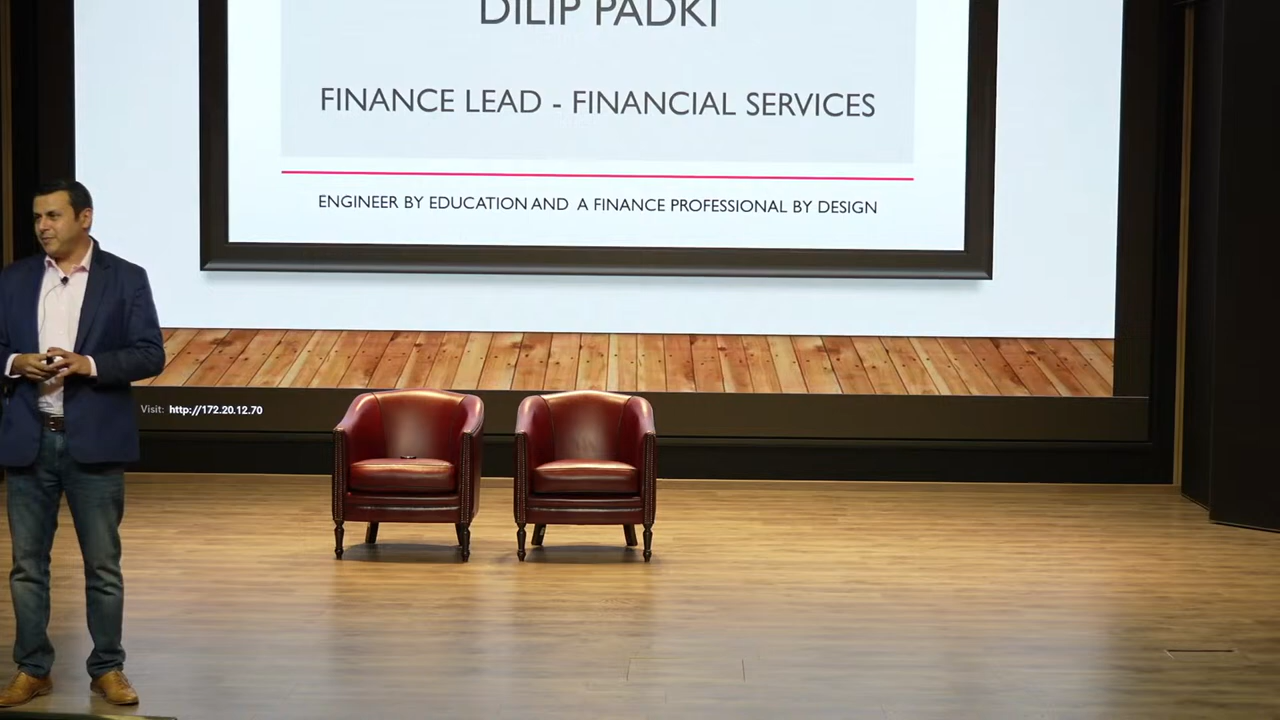 DILIP PADKI
FINANCE LEAD - FINANCIAL SERVICES
ENGINEER BY EDUCATION AND A FINANCE PROFESSIONAL BY DESIGN
Visit: http://172.20.12.70